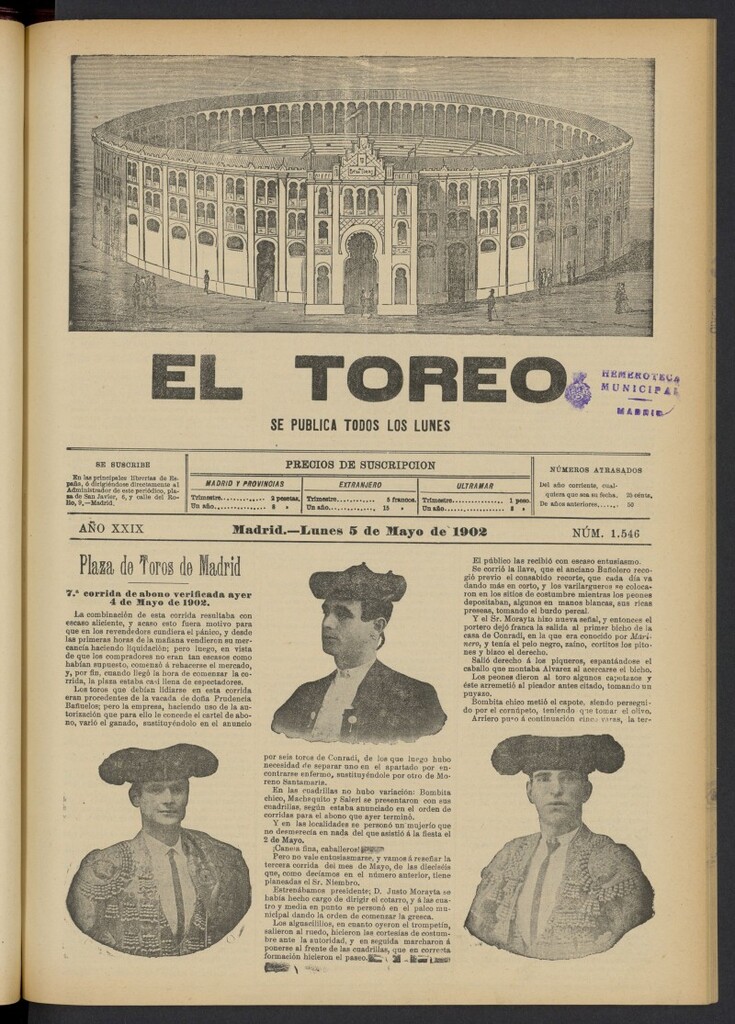 EL TOREO
HEMEROTECA
MUNICIPAL
MADRID
SE PUBLICA TODOS LOS LUNES
SE SUSCRIBE
En las principales librerías de Es-
paña, ó dirigiéndose directamente al
Administrador de este periódico, pla-
za de San Javier, 6, y calle del Ro-
llo, 9.—Madrid.
PRECIOS DE SUSCRIPCION
MADRID Y PROVINCIAS
Trimestre............ 2 pesetas.
Un año............... 8 »
EXTRANJERO
Trimestre............ 5 francos.
Un año............... 15 »
ULTRAMAR
Trimestre............ 1 peso.
Un año............... 3 »
NÚMEROS ATRASADOS
Del año corriente, cual-
quiera que sea su fecha. 25 cénts.
De años anteriores....... 50
AÑO XXIX
Madrid.—Lunes 5 de Mayo de 1902
NÚM. 1.546
Plaza de Toros de Madrid
7.ª corrida de abono verificada ayer
4 de Mayo de 1902.
La combinación de esta corrida resultaba con
escaso aliciente, y acaso esto fuera motivo para
que en los revendedores cundiera el pánico, y desde
las primeras horas de la mañana vendieron su mer-
cancía haciendo liquidación; pero luego, en vista
de que los compradores no eran tan escasos como
habían supuesto, comenzó á rehacerse el mercado,
y, por fin, cuando llegó la hora de comenzar la co-
rrida, la plaza estaba casi llena de espectadores.
Los toros que debían lidiarse en esta corrida
eran procedentes de la vacada de doña Prudencia
Bañuelos; pero la empresa, haciendo uso de la au-
torización que para ello le concede el cartel de abo-
no, varió el ganado, sustituyéndolo en el anuncio
por seis toros de Conradi, de los que luego hubo
necesidad de separar uno en el apartado por en-
contrarse enfermo, sustituyéndole por otro de Mo-
reno Santamaría.
En las cuadrillas no hubo variación: Bombita
chico, Machaquito y Saleri se presentaron con sus
cuadrillas, según estaba anunciado en el orden de
corridas para el abono que ayer terminó.
Y en las localidades se personó un mujerío que
no desmerecía en nada del que asistió á la fiesta el
2 de Mayo.
¡Canela fina, caballeros!
Pero no vale entusiasmarse, y vamos á reseñar la
tercera corrida del mes de Mayo, de las dieciséis
que, como decíamos en el número anterior, tiene
planeadas el Sr. Niembro.
Estrenábamos presidente; D. Justo Morayta se
había hecho cargo de dirigir el cotarro, y á las cua-
tro y media en punto se personó en el palco mu-
nicipal dando la orden de comenzar la gresca.
Los alguacilillos, en cuanto oyeron el trompetín,
salieron al ruedo, hicieron las cortesías de costum-
bre ante la autoridad, y en seguida marcharon á
ponerse al frente de las cuadrillas, que en correcta
formación hicieron el paseo.
El público las recibió con escaso entusiasmo.
Se corrió la llave, que el anciano Buñolero reco-
gió previo el consabido recorte, que cada día va
dando más en corto, y los varilargueros se coloca-
ron en los sitios de costumbre mientras los peones
depositaban, algunos en manos blancas, sus ricas
preseas, tomando el burdo percal.
Y el Sr. Morayta hizo nueva señal, y entonces el
portero dejó franca la salida al primer bicho de la
casa de Conradi, en la que era conocido por Mari-
nero, y tenía el pelo negro, zaíno, cortitos los pito-
nes y bizco el derecho.
Salió derecho á los piqueros, espantándose el
caballo que montaba Alvarez al acercarse el bicho.
Los peones dieron al toro algunos capotazos y
éste arremetió al picador antes citado, tomando un
puyazo.
Bombita chico metió el capote, siendo persegui-
do por el cornúpeto, teniendo que tomar el olivo.
Arriero puso á continuación cinco varas, la ter-